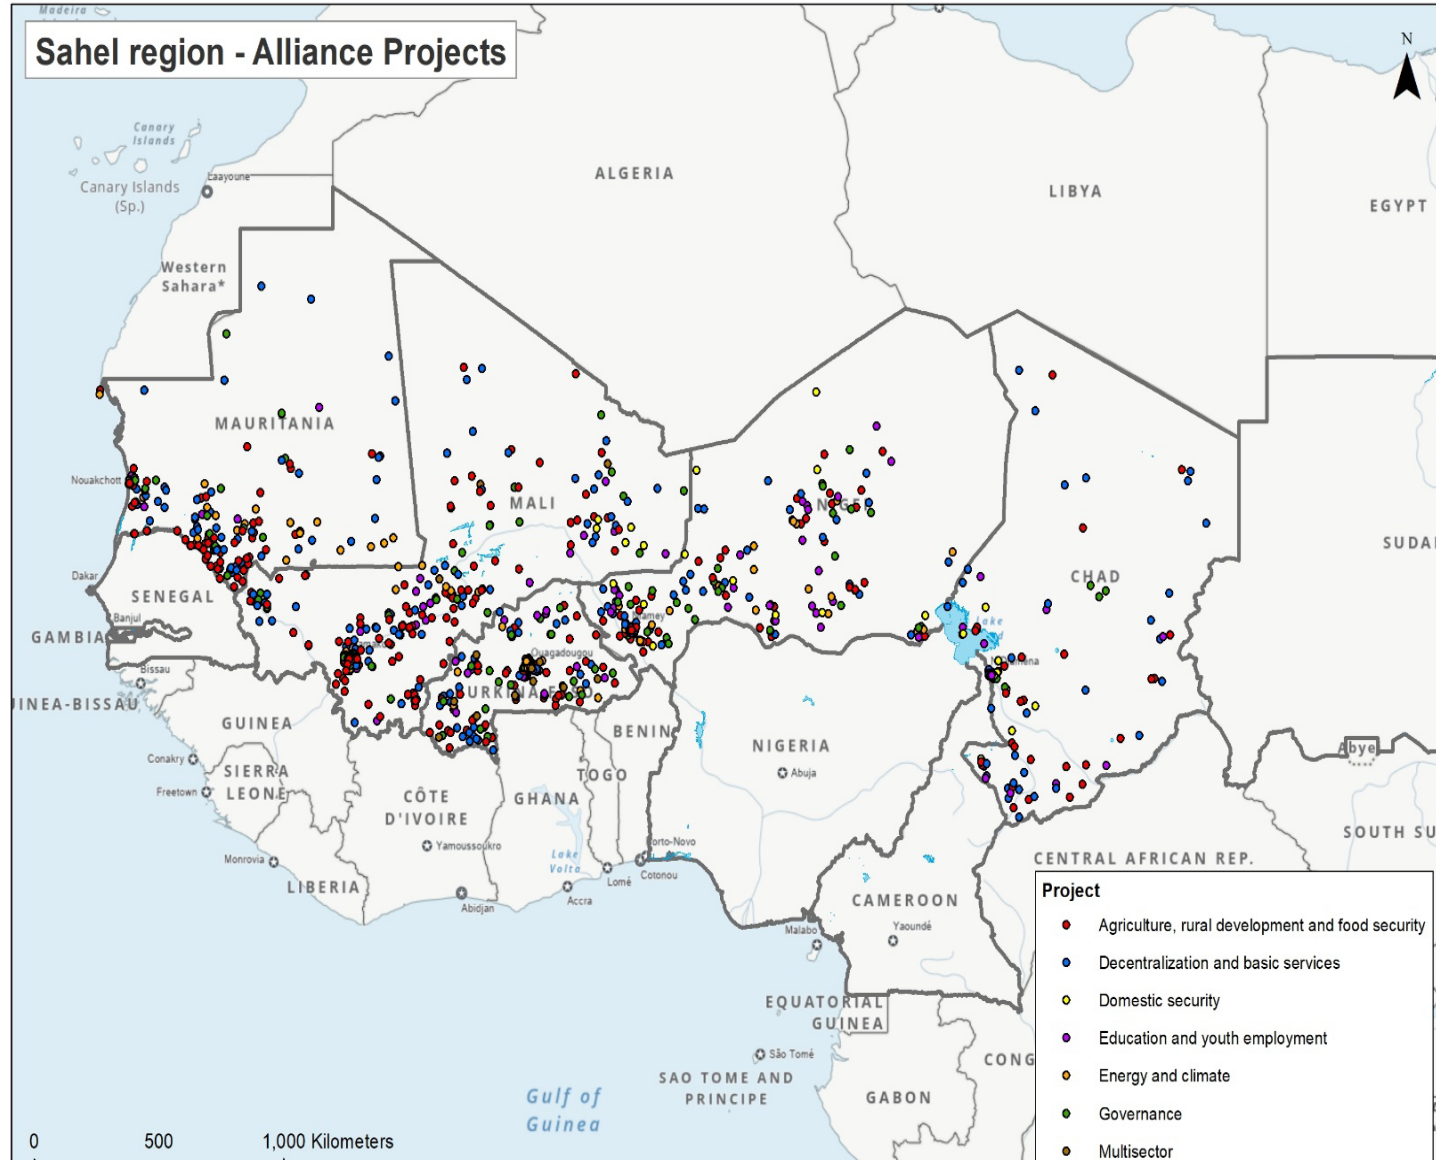 Madeira
Sahel region - Alliance Projects
N
Canary
Islands
Canary Islands
(Sp.)
Laayoune
ALGERIA
LIBYA
EGYPT
Western
Sahara*
MAURITANIA
Nouakchott
MALI
CHAD
SUDA
Dakar
SENEGAL
Banjul
GAMBIA
Bissau
UINEA-BISSAU
Niamey
Ouagadougou
Lake
GUINEA
BENIN
NIGERIA
Abuja
Conakry
SIERRA
LEONE
Freetown
TOGO
GHANA
CÔTE
D'IVOIRE
Yamoussoukro
Abye
SOUTH SU
Monrovia
LIBERIA
Lake
Volta
Porto-Novo
Cotonou
Lomé
Accra
Abidjan
CENTRAL AFRICAN REP.
CAMEROON
Yaoundé
Malabo
EQUATORIAL
GUINEA
São Tomé
SAO TOME AND
PRINCIPE
CONG
GABON
Gulf of
Guinea
0 500 1,000 Kilometers
Project
Agriculture, rural development and food security
Decentralization and basic services
Domestic security
Education and youth employment
Energy and climate
Governance
Multisector